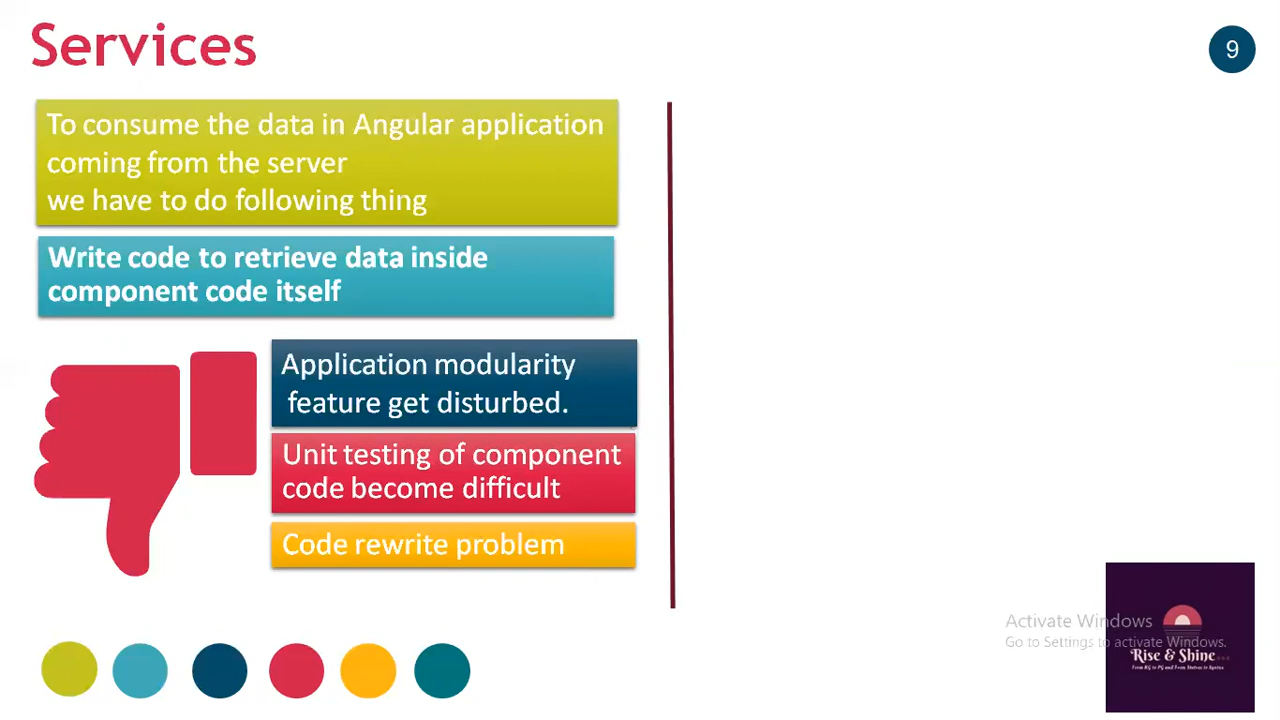 Services
9
To consume the data in Angular application
coming from the server
we have to do following thing
Write code to retrieve data inside
component code itself
Application modularity
feature get disturbed.
Unit testing of component
code become difficult
Code rewrite problem
Activate Windows
Go to Settings to activate Windows.
Rise & Shine...